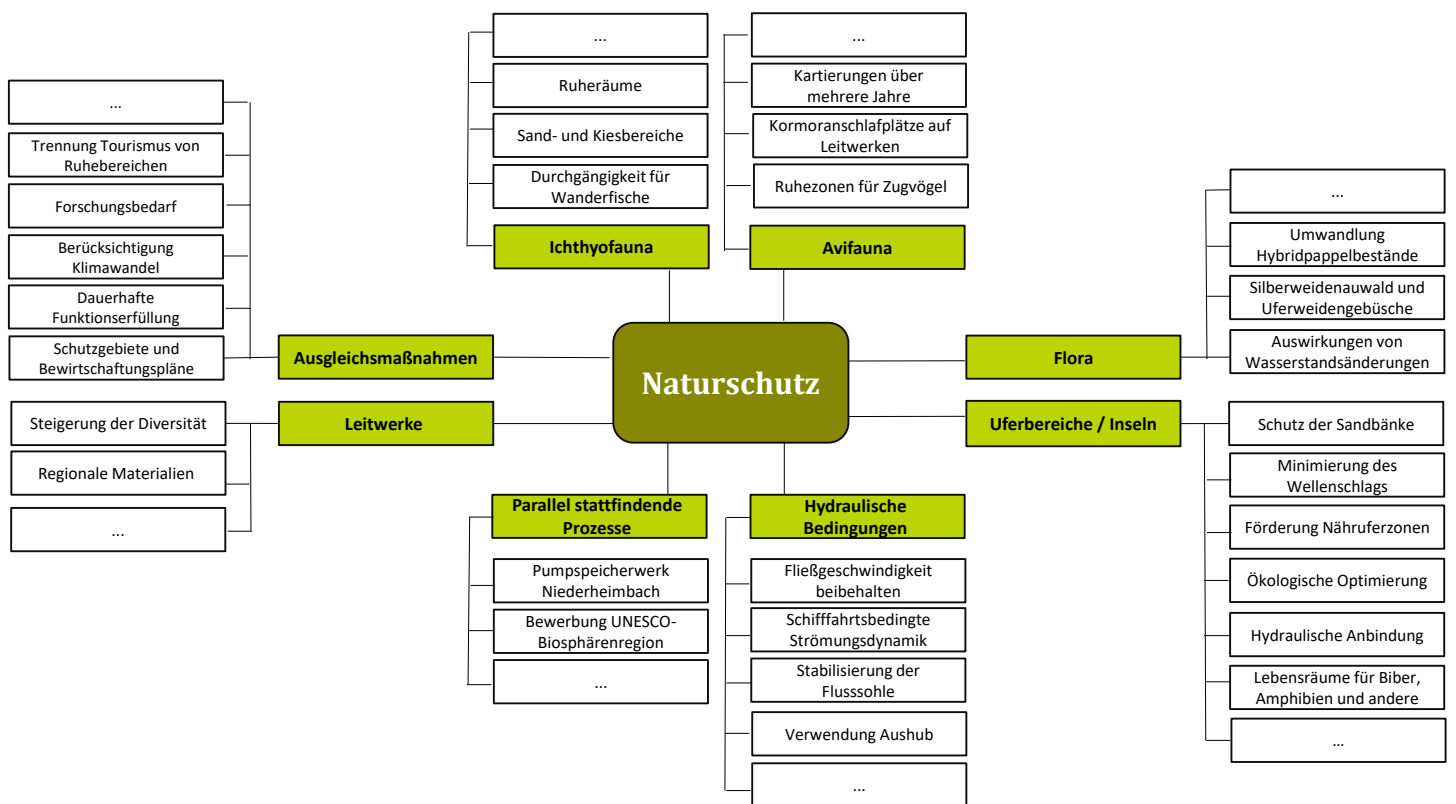 ...
Ruheräume
Sand- und Kiesbereiche
Durchgängigkeit für
Wanderfische
Ichthyofauna
...
Kartierungen über
mehrere Jahre
Kormoranschlafplätze auf
Leitwerken
Ruhezonen für Zugvögel
Avifauna
...
Trennung Tourismus von
Ruhebereichen
Forschungsbedarf
Berücksichtigung
Klimawandel
Dauerhafte
Funktionserfüllung
Schutzgebiete und
Bewirtschaftungspläne
Ausgleichsmaßnahmen
...
Umwandlung
Hybridpappelbestände
Silberweidenauwald und
Uferweidengebüsche
Auswirkungen von
Wasserstandsänderungen
Flora
Naturschutz
Steigerung der Diversität
Regionale Materialien
...
Leitwerke
Uferbereiche / Inseln
Schutz der Sandbänke
Minimierung des
Wellenschlags
Förderung Nähruferzonen
Ökologische Optimierung
Hydraulische Anbindung
Lebensräume für Biber,
Amphibien und andere
...
Parallel stattfindende
Prozesse
Pumpspeicherwerk
Niederheimbach
Bewerbung UNESCO-
Biosphärenregion
...
Hydraulische
Bedingungen
Fließgeschwindigkeit
beibehalten
Schifffahrtsbedingte
Strömungsdynamik
Stabilisierung der
Flusssohle
Verwendung Aushub
...